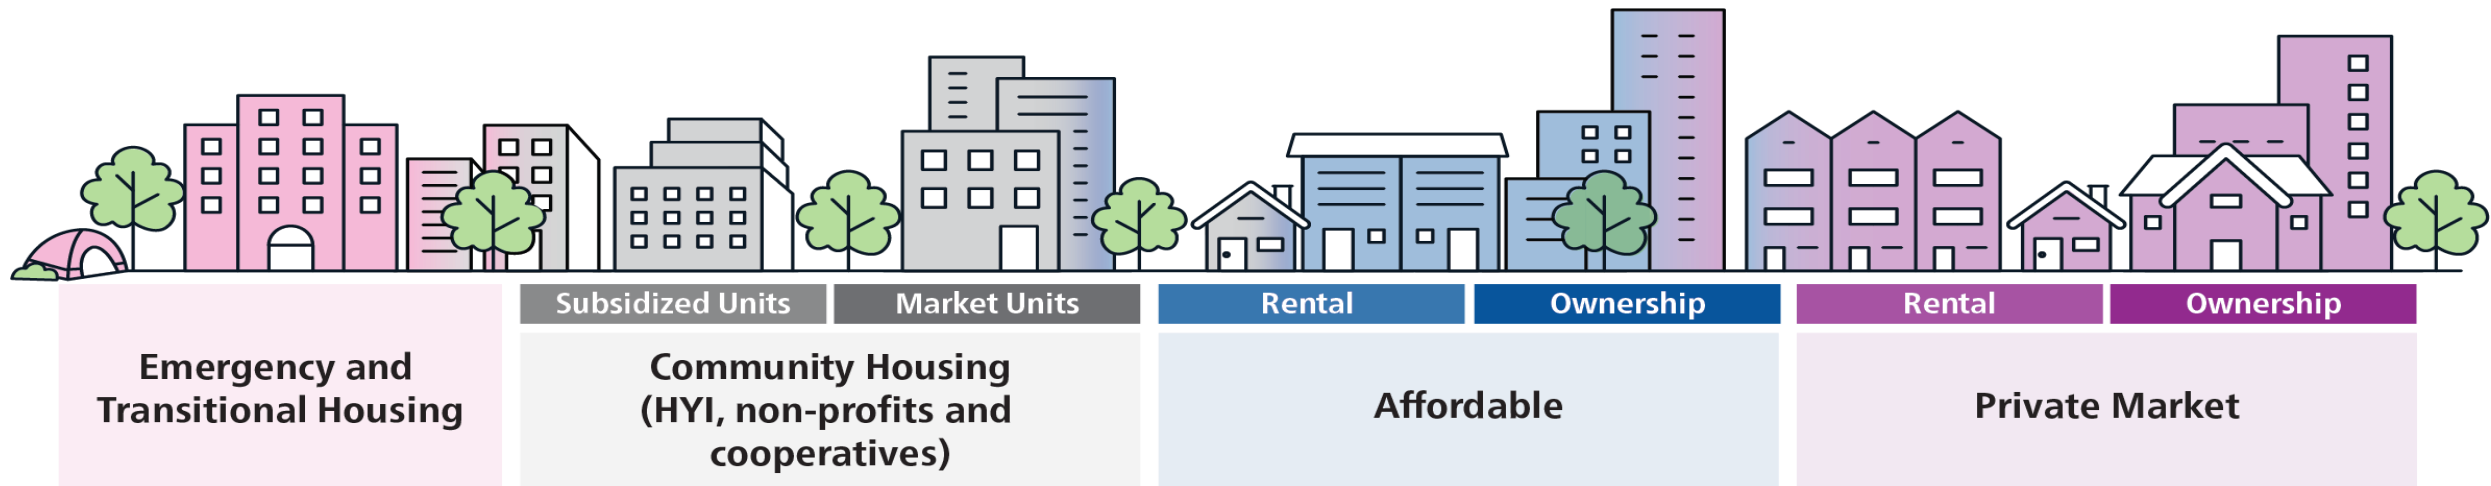 Emergency and
Transitional Housing
Subsidized Units
Market Units
Community Housing
(HYI, non-profits and
cooperatives)
Rental
Ownership
Affordable
Rental
Ownership
Private Market